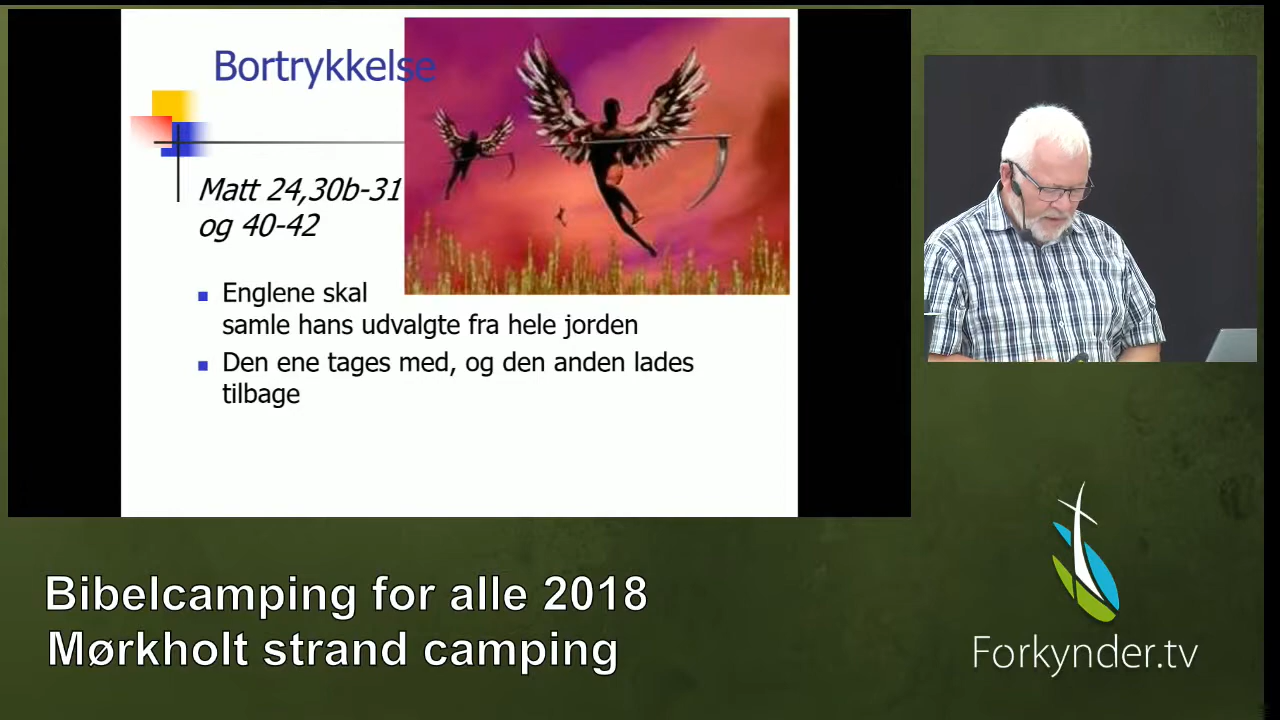 Bortrykkelse
Matt 24,30b-31
og 40-42
Englene skal
samle hans udvalgte fra hele jorden
Den ene tages med, og den anden lades
tilbage
Bibelcamping for alle 2018
Mørkholt strand camping
Forkynder.tv